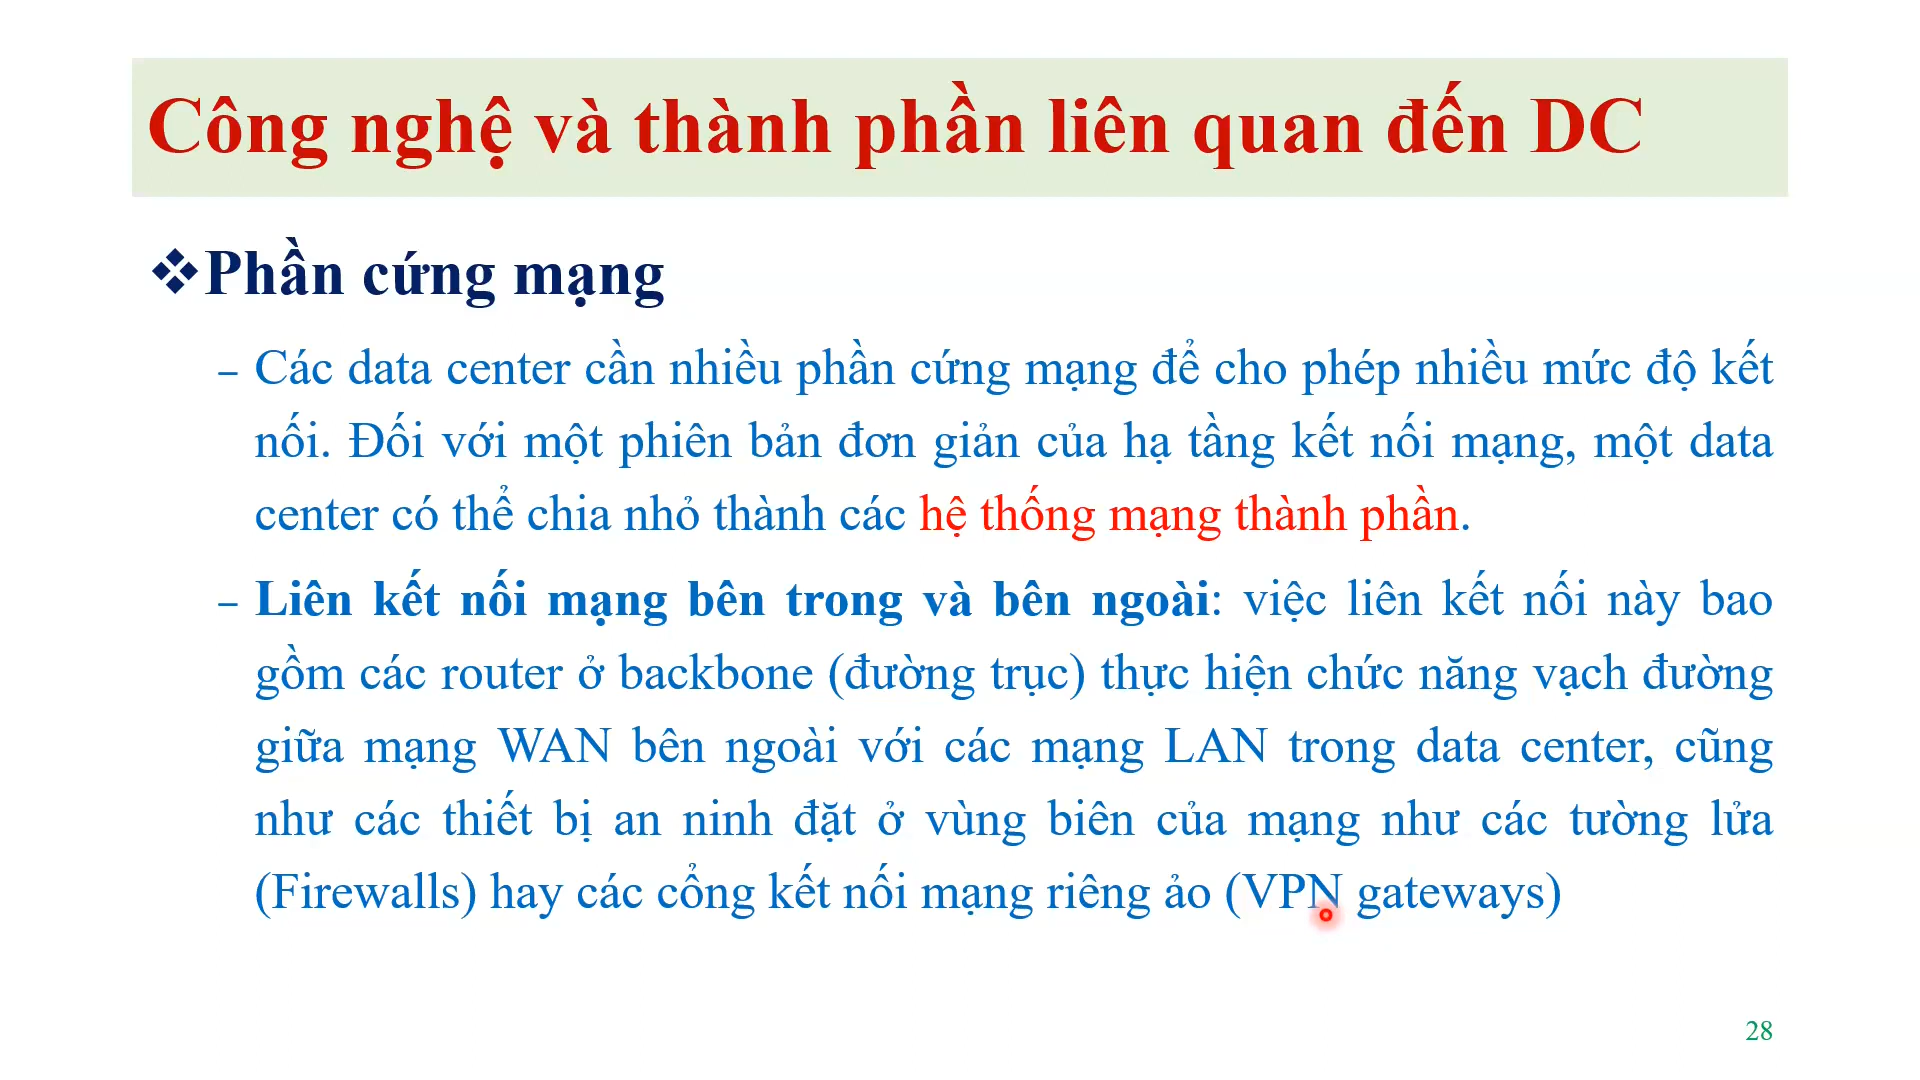 Công nghệ và thành phần liên quan đến DC
❖Phần cứng mạng
– Các data center cần nhiều phần cứng mạng để cho phép nhiều mức độ kết
nối. Đối với một phiên bản đơn giản của hạ tầng kết nối mạng, một data
center có thể chia nhỏ thành các hệ thống mạng thành phần.
– Liên kết nối mạng bên trong và bên ngoài: việc liên kết nối này bao
gồm các router ở backbone (đường trục) thực hiện chức năng vạch đường
giữa mạng WAN bên ngoài với các mạng LAN trong data center, cũng
như các thiết bị an ninh đặt ở vùng biên của mạng như các tường lửa
(Firewalls) hay các cổng kết nối mạng riêng ảo (VPN gateways)
28